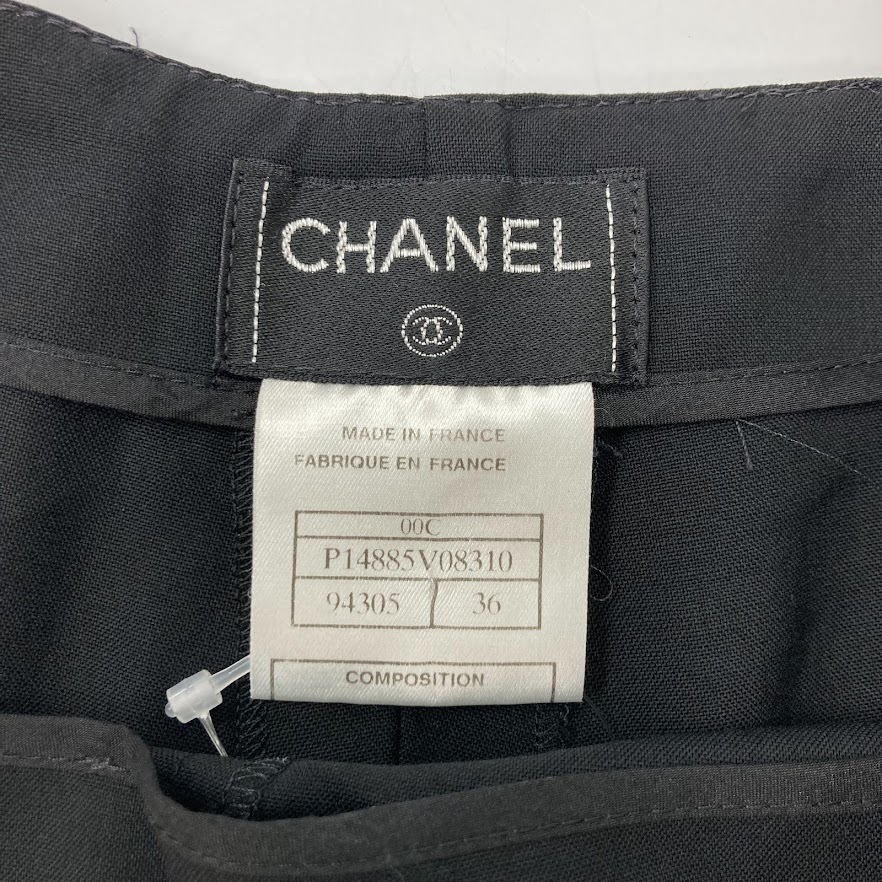 CHANEL
MADE IN FRANCE
FABRIQUE EN FRANCE
00C
P14885V08310
94305 36
COMPOSITION